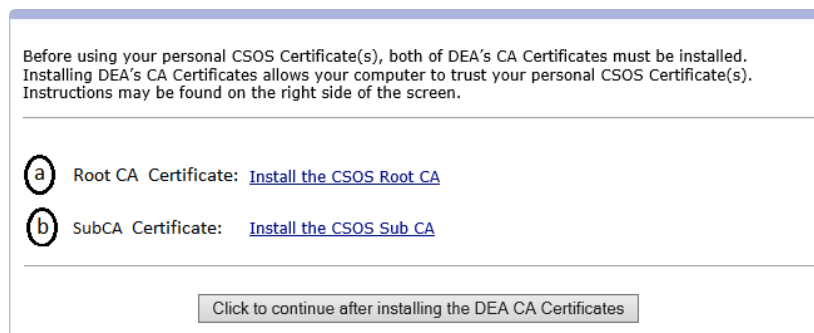 Before using your personal CSOS Certificate(s), both of DEA's CA Certificates must be installed.
Installing DEA's CA Certificates allows your computer to trust your personal CSOS Certificate(s).
Instructions may be found on the right side of the screen.
a Root CA Certificate: Install the CSOS Root CA
b SubCA Certificate: Install the CSOS Sub CA
Click to continue after installing the DEA CA Certificates